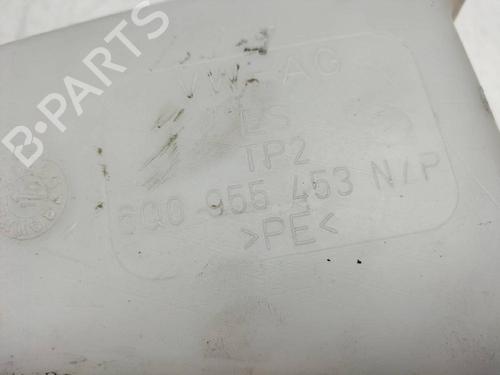 B-PARTS
VW AG
ES
TP2
6Q0 955 453 N/P
>PE<